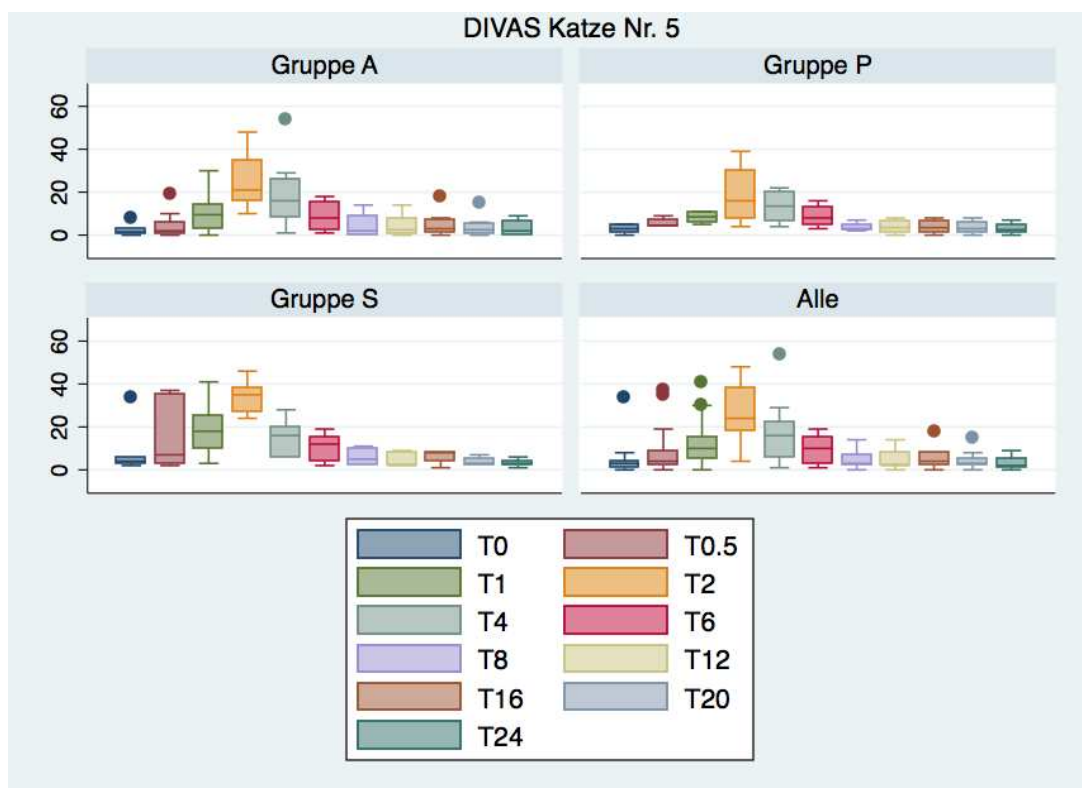 DIVAS Katze Nr. 5
Gruppe A
Gruppe P
60
40
20
0
Gruppe S
Alle
60
40
20
0
T0
T0.5
T1
T2
T4
T6
T8
T12
T16
T20
T24